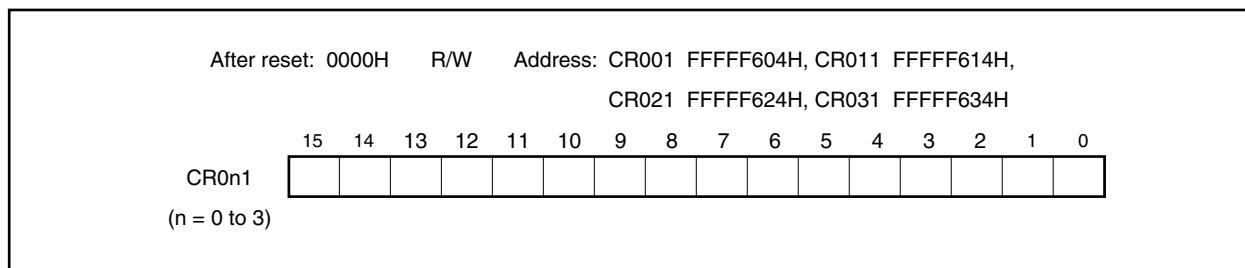 After reset: 0000H R/W Address: CR001 FFFFF604H, CR011 FFFFF614H,
CR021 FFFFF624H, CR031 FFFFF634H
15 14 13 12 11 10 9 8 7 6 5 4 3 2 1 0
CR0n1
(n = 0 to 3)